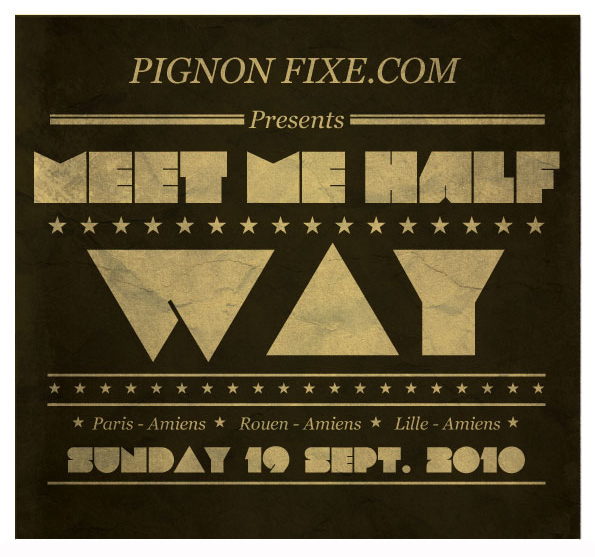 PIGNON FIXE.COM
Presents
MEET ME HALF
WAY
Paris - Amiens ★ Rouen - Amiens ★ Lille - Amiens
SUNDAY 19 SEPT. 2010